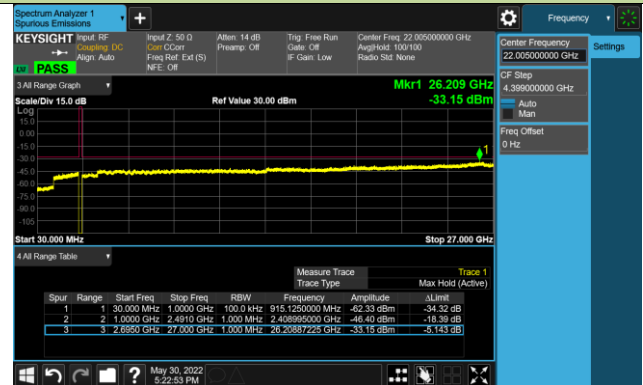 Spectrum Analyzer 1
Spurious Emissions
Frequency
KEYSIGHT Input: RF Input Z: 50 Ω Atten: 14 dB Trig: Free Run Center Freq: 22.005000000 GHz
Coupling: DC Corr CCorr Preamp: Off Gate: Off Avg|Hold: 100/100
Align: Auto Freq Ref: Ext (S) IF Gain: Low Radio Std: None
NFE: Off
PASS
Center Frequency
22.005000000 GHz
Settings
CF Step
4.399000000 GHz
Auto
Man
Freq Offset
0 Hz
3 All Range Graph
Mkr1 26.209 GHz
Scale/Div 15.0 dB Ref Value 30.00 dBm -33.15 dBm
Log
15.0
0.00
-15.0
-30.0
-45.0
-60.0
-75.0
-90.0
-105
1
Start 30.000 MHz Stop 27.000 GHz
4 All Range Table
Measure Trace Trace 1
Trace Type Max Hold (Active)
Spur Range Start Freq Stop Freq RBW Frequency Amplitude ΔLimit
1 1 30.000 MHz 1.0000 GHz 100.0 kHz 915.1250000 MHz -62.33 dBm -34.32 dB
2 2 1.0000 GHz 2.4910 GHz 1.000 MHz 2.408995000 GHz -46.40 dBm -18.39 dB
3 3 2.6950 GHz 27.000 GHz 1.000 MHz 26.20887225 GHz -33.15 dBm -5.143 dB
May 30, 2022
5:22:53 PM